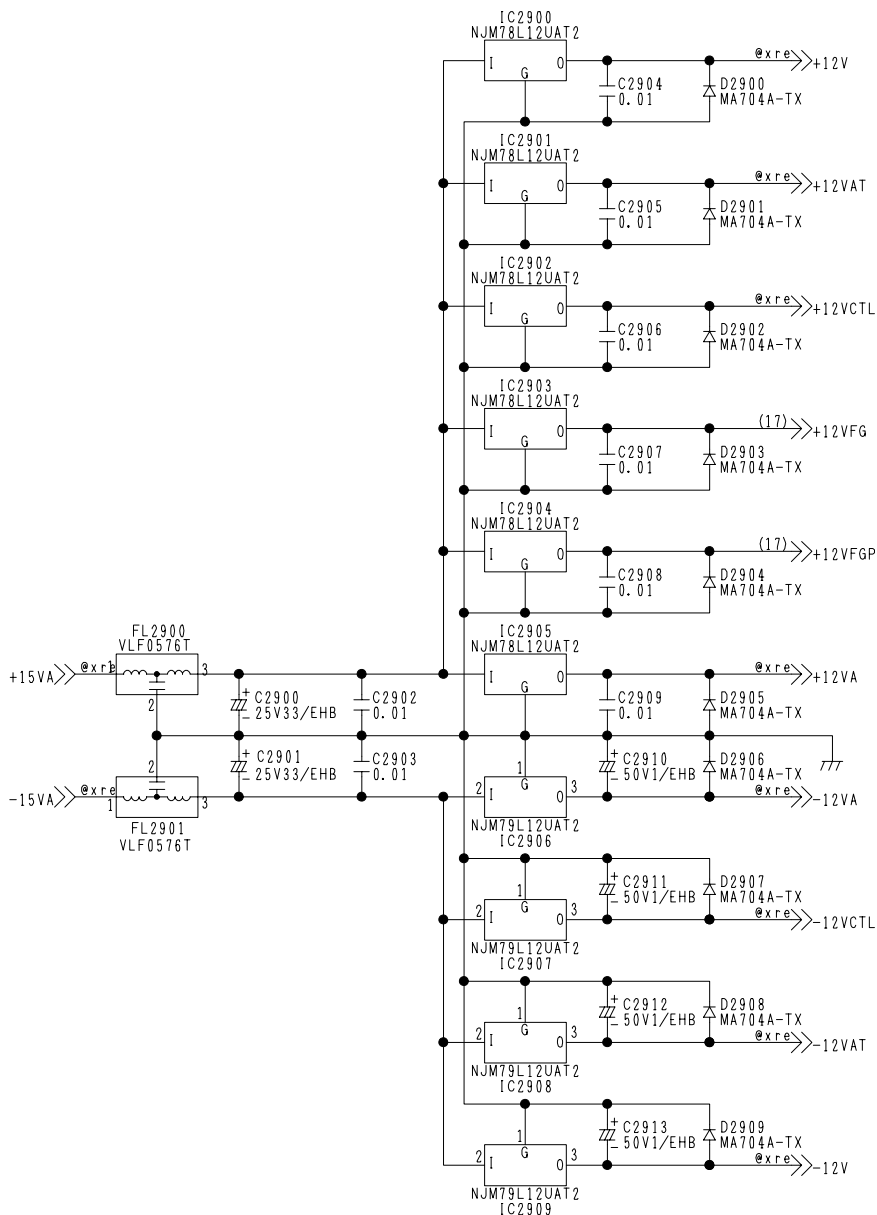 IC2900
NJM78L12UAT2
I
O
G
C2904
0.01
D2900
MA704A-TX
@xre
+12V
IC2901
NJM78L12UAT2
I
O
G
C2905
0.01
D2901
MA704A-TX
@xre
+12VAT
IC2902
NJM78L12UAT2
I
O
G
C2906
0.01
D2902
MA704A-TX
@xre
+12VCTL
IC2903
NJM78L12UAT2
I
O
G
C2907
0.01
D2903
MA704A-TX
(17)
+12VFG
IC2904
NJM78L12UAT2
I
O
G
C2908
0.01
D2904
MA704A-TX
(17)
+12VFGP
FL2900
VLF0576T
+15VA
@xre
1
3
2
C2900
25V33/EHB
+
-
C2902
0.01
IC2905
NJM78L12UAT2
I
O
G
C2909
0.01
D2905
MA704A-TX
@xre
+12VA
-15VA
@xre
1
3
2
FL2901
VLF0576T
C2901
25V33/EHB
+
-
C2903
0.01
1
G
2
I
O
3
NJM79L12UAT2
IC2906
C2910
50V1/EHB
+
-
D2906
MA704A-TX
@xre
-12VA
1
G
2
I
O
3
NJM79L12UAT2
IC2907
C2911
50V1/EHB
+
-
D2907
MA704A-TX
@xre
-12VCTL
1
G
2
I
O
3
NJM79L12UAT2
IC2908
C2912
50V1/EHB
+
-
D2908
MA704A-TX
@xre
-12VAT
1
G
2
I
O
3
NJM79L12UAT2
IC2909
C2913
50V1/EHB
+
-
D2909
MA704A-TX
@xre
-12V